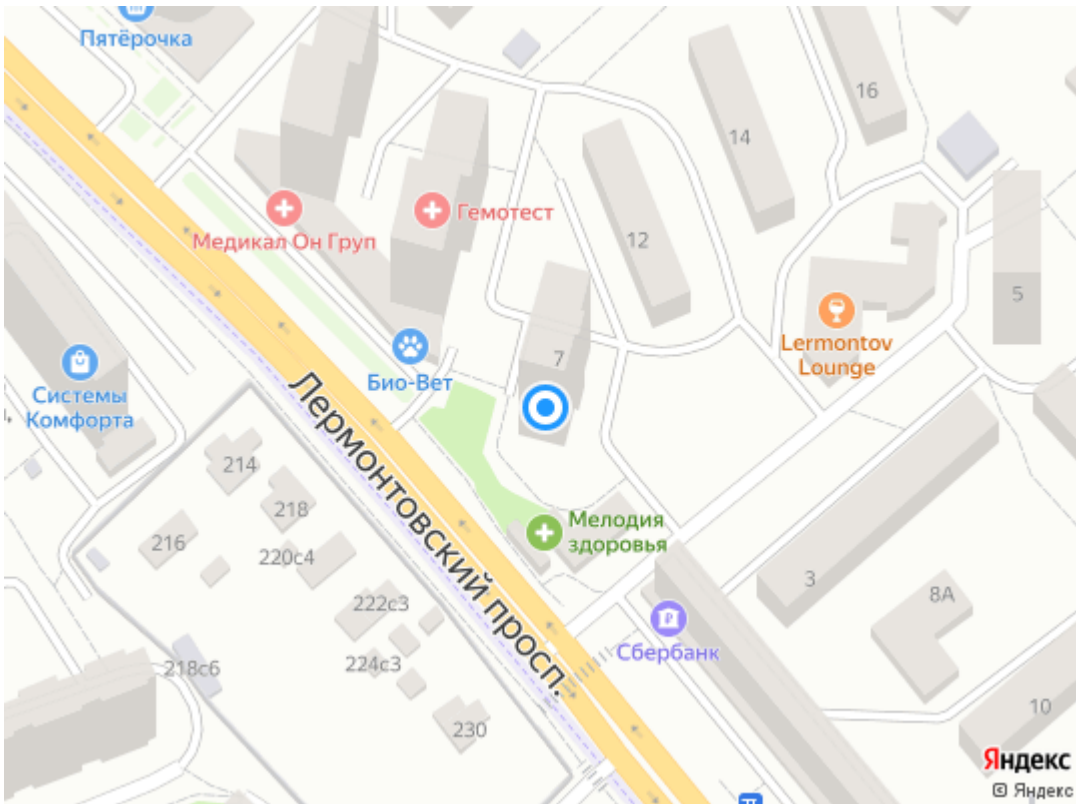 Пятёрочка
16
14
Гемотест
Медикал Он Груп
12
5
Lermontov
Lounge
7
Био-Вет
Системы
Комфорта
Лермонтовский просп.
214
218
216
220с4
Мелодия
здоровья
3
8А
222с3
Сбербанк
224с3
218с6
230
10
Яндекс
© Яндекс